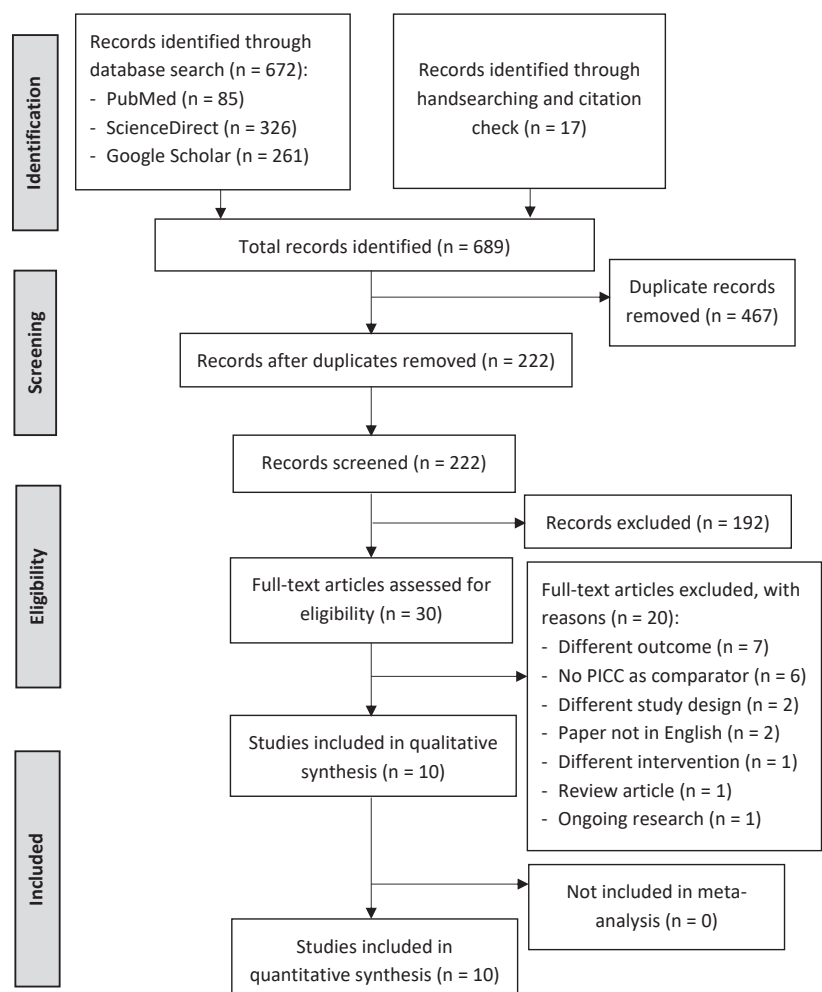 Identification
Records identified through
database search (n = 672):
- PubMed (n = 85)
- ScienceDirect (n = 326)
- Google Scholar (n = 261)
Records identified through
handsearching and citation
check (n = 17)
Total records identified (n = 689)
Screening
Duplicate records
removed (n = 467)
Records after duplicates removed (n = 222)
Records screened (n = 222)
Eligibility
Records excluded (n = 192)
Full-text articles assessed for
eligibility (n = 30)
Full-text articles excluded, with
reasons (n = 20):
- Different outcome (n = 7)
- No PICC as comparator (n = 6)
- Different study design (n = 2)
- Paper not in English (n = 2)
- Different intervention (n = 1)
- Review article (n = 1)
- Ongoing research (n = 1)
Studies included in qualitative
synthesis (n = 10)
Included
Not included in meta-
analysis (n = 0)
Studies included in
quantitative synthesis (n = 10)